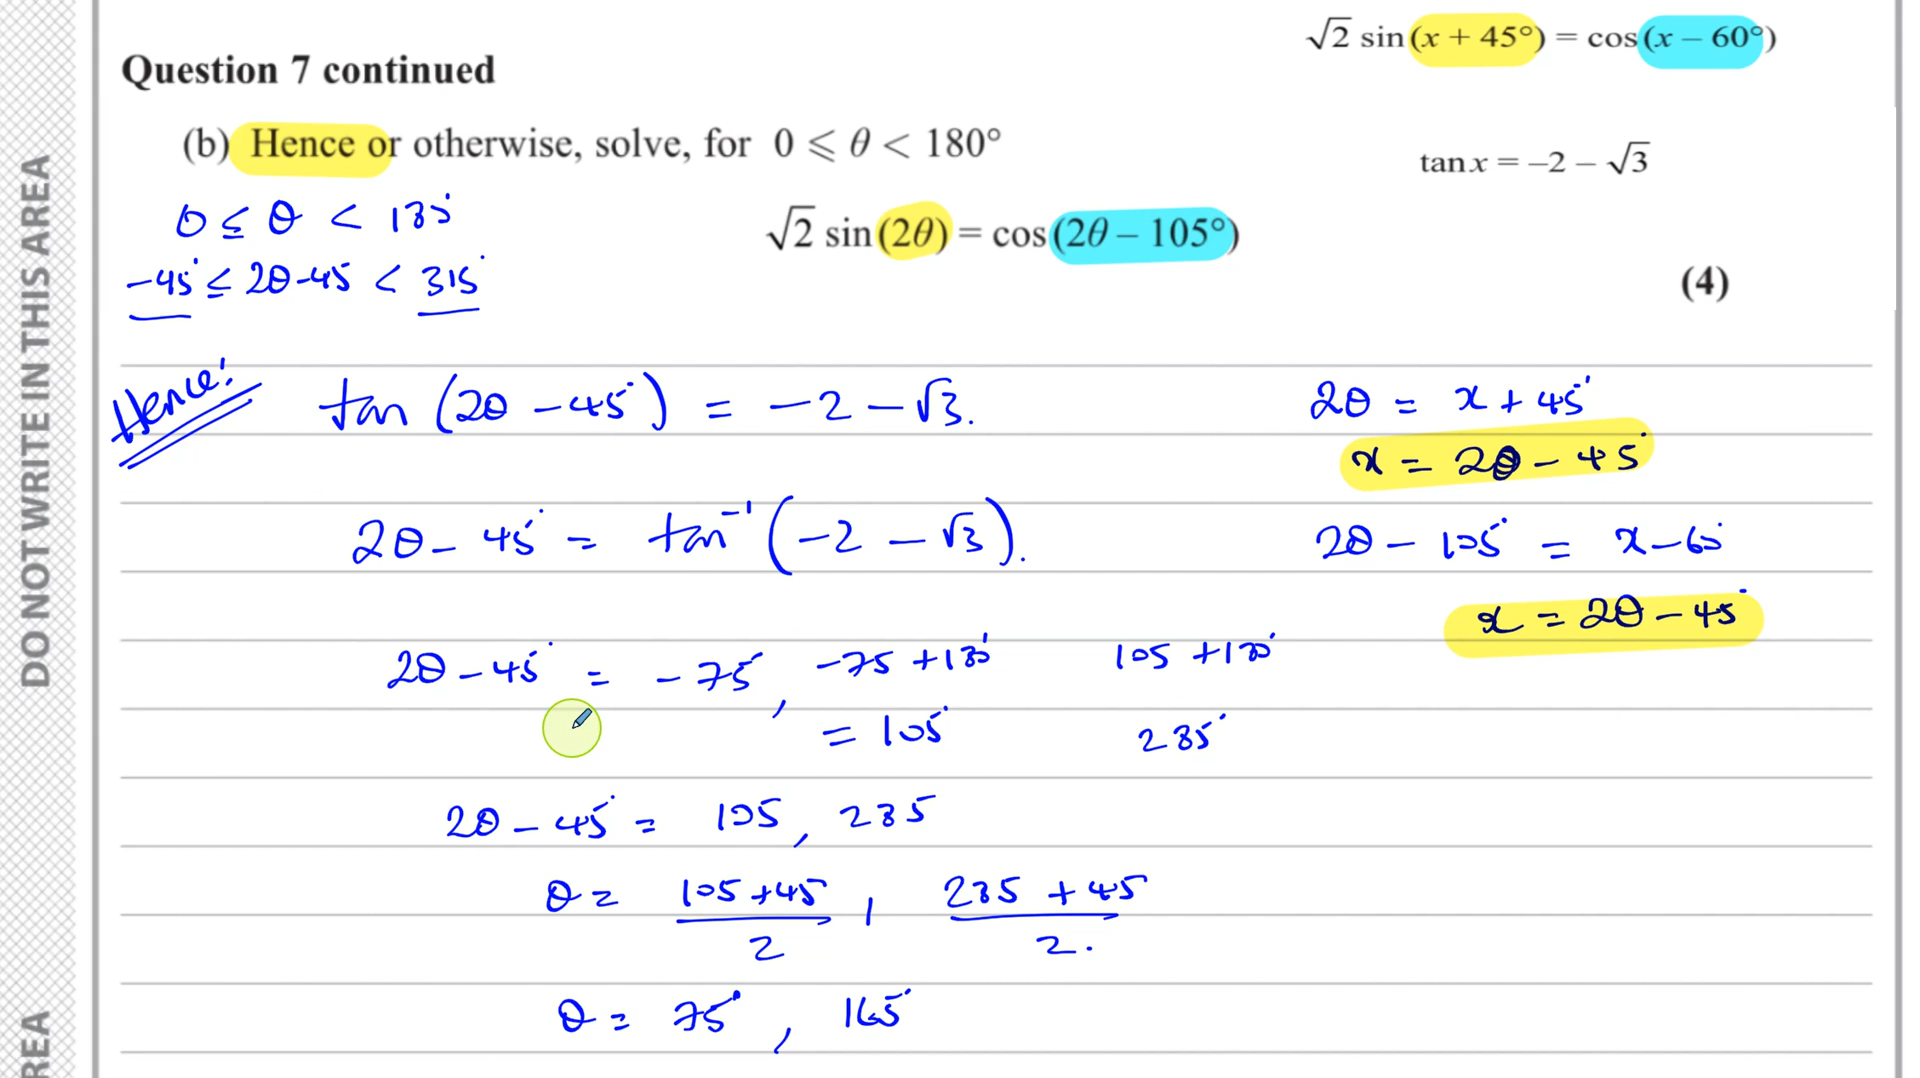 √2 sin(x + 45°) = cos(x – 60°)
Question 7 continued
(b) Hence or otherwise, solve, for 0 ⩽ θ < 180°
tan x = –2 – √3
0 ≤ θ < 180°
√2 sin(2θ) = cos(2θ – 105°)
-45° ≤ 2θ-45 < 315°
(4)
Hence:
tan (2θ - 45°) = -2 - √3.
2θ = x + 45°
x = 2θ - 45°
2θ - 45° = tan⁻¹ (-2 - √3).
2θ - 105° = x - 60°
x = 2θ - 45°
2θ - 45° = -75°, -75 + 180° 105 + 180°
= 105° 285°
2θ - 45° = 105, 285
θ = (105 + 45)/2 , (285 + 45)/2.
θ = 75°, 165°
DO NOT WRITE IN THIS AREA
REA